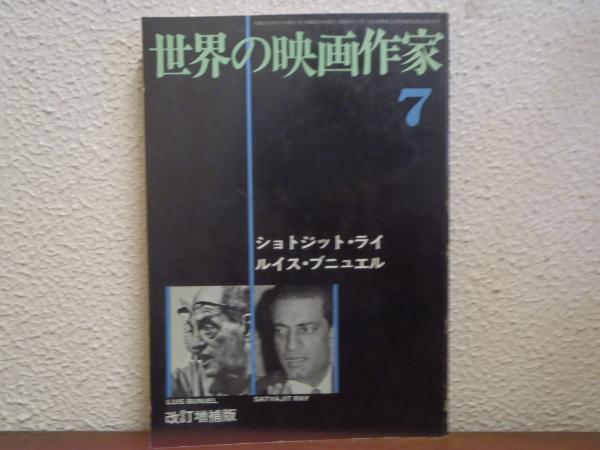 世界の映画作家
7
ショトジット・ライ
ルイス・ブニュエル
LUIS BUNUEL
SATYAJIT RAY
改訂増補版